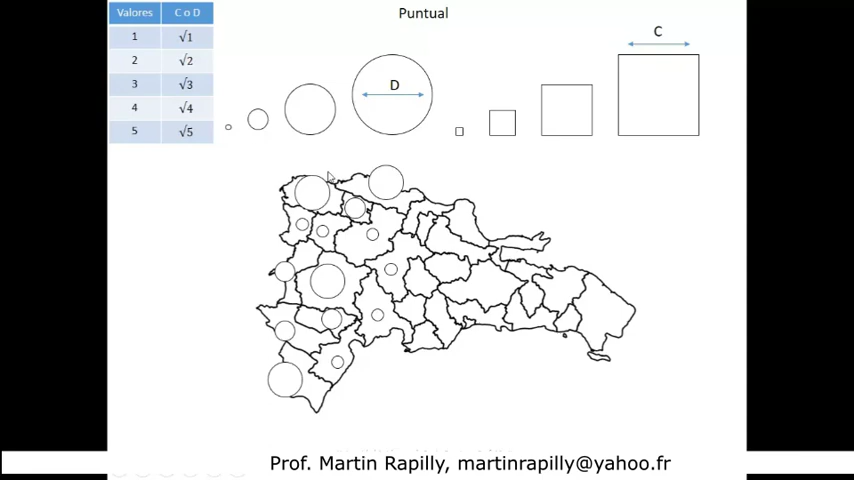 Puntual
Valores C o D
1 √1
2 √2
3 √3
4 √4
5 √5
D
C
Prof. Martin Rapilly, martinrapilly@yahoo.fr